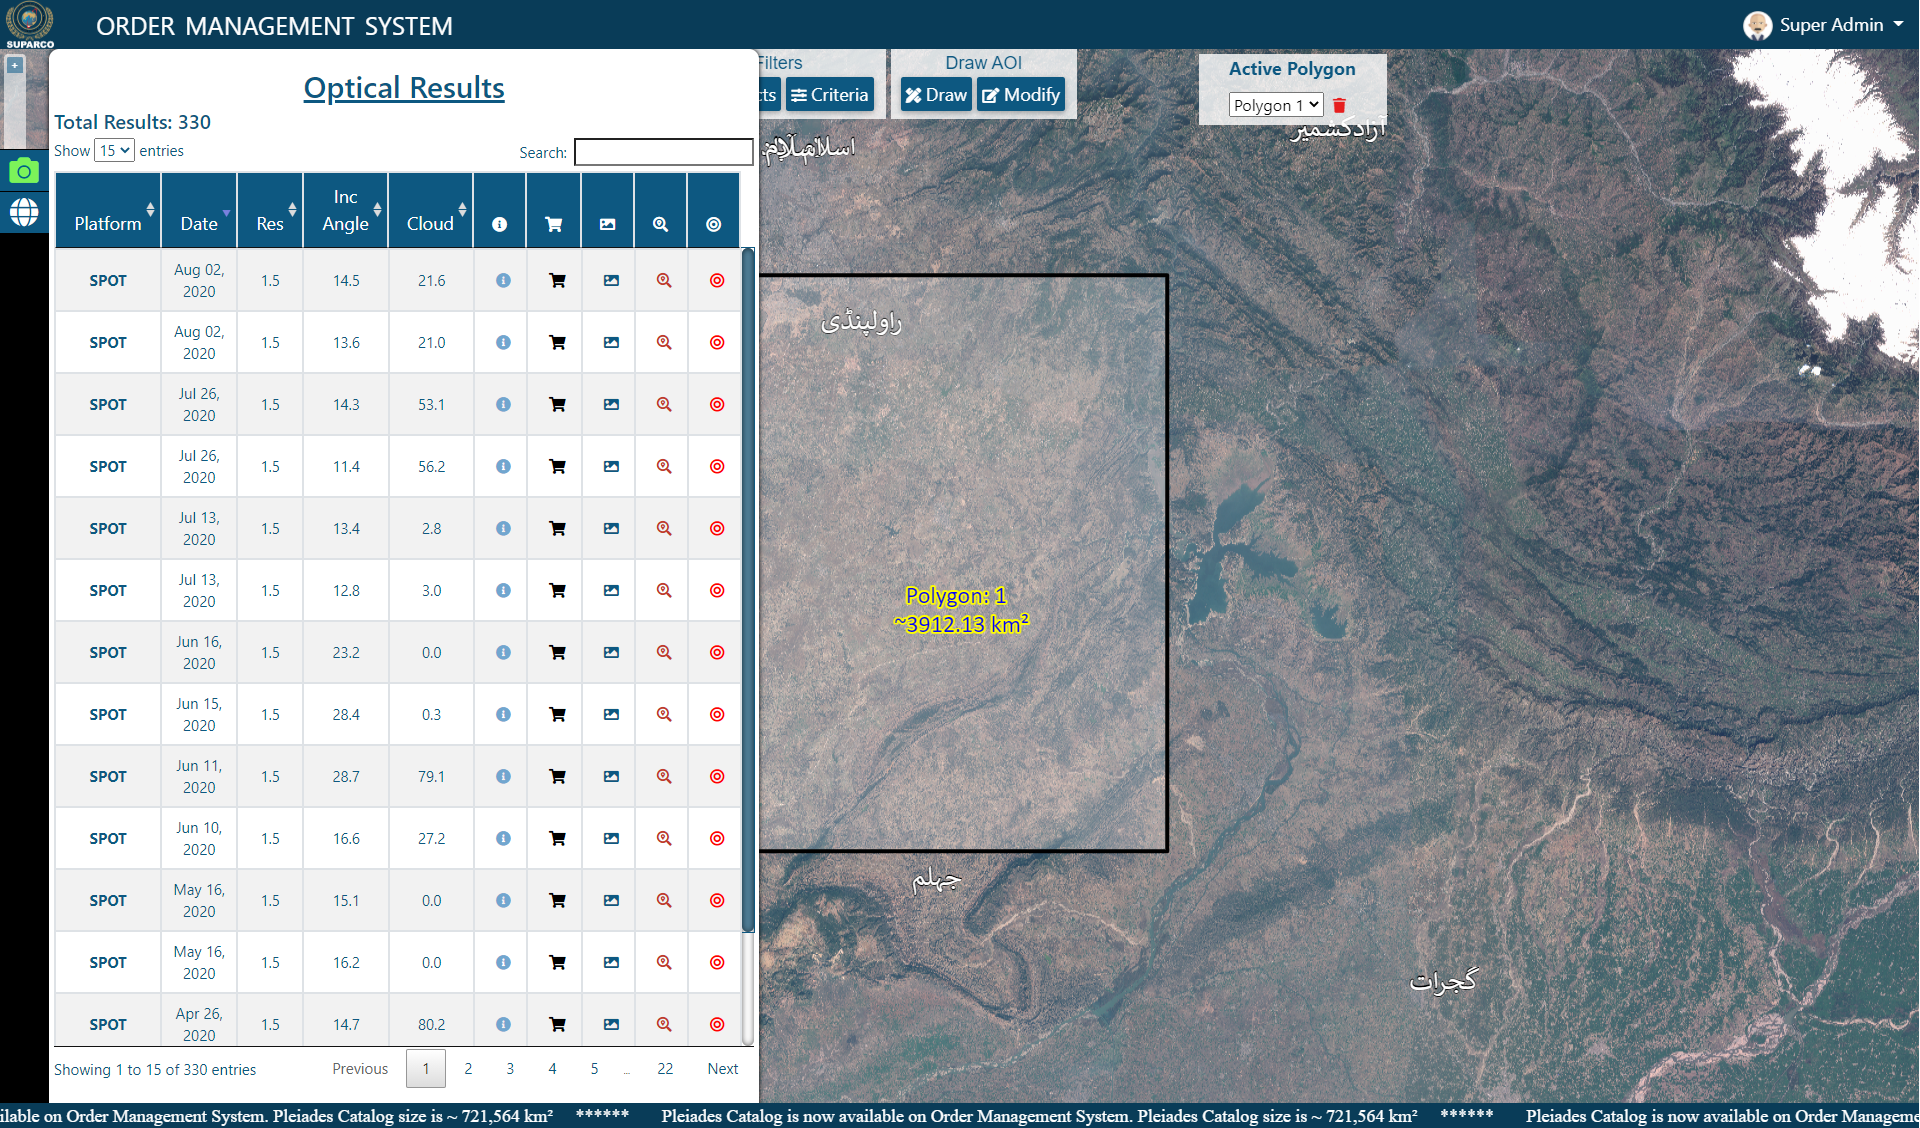 SUPARCO
ORDER MANAGEMENT SYSTEM
Super Admin
Optical Results
Total Results: 330
Show 15 entries
Search:
Platform Date Res Inc Angle Cloud
SPOT Aug 02, 2020 1.5 14.5 21.6
SPOT Aug 02, 2020 1.5 13.6 21.0
SPOT Jul 26, 2020 1.5 14.3 53.1
SPOT Jul 26, 2020 1.5 11.4 56.2
SPOT Jul 13, 2020 1.5 13.4 2.8
SPOT Jul 13, 2020 1.5 12.8 3.0
SPOT Jun 16, 2020 1.5 23.2 0.0
SPOT Jun 15, 2020 1.5 28.4 0.3
SPOT Jun 11, 2020 1.5 28.7 79.1
SPOT Jun 10, 2020 1.5 16.6 27.2
SPOT May 16, 2020 1.5 15.1 0.0
SPOT May 16, 2020 1.5 16.2 0.0
SPOT Apr 26, 2020 1.5 14.7 80.2
Showing 1 to 15 of 330 entries
Previous 1 2 3 4 5 ... 22 Next
Filters
cts Criteria
Draw AOI
Draw Modify
Active Polygon
Polygon 1
آزادکشمیر
راولپنڈی
Polygon: 1
~3912.13 km²
جہلم
گجرات
ilable on Order Management System. Pleiades Catalog size is ~ 721,564 km² ****** Pleiades Catalog is now available on Order Management System. Pleiades Catalog size is ~ 721,564 km² ****** Pleiades Catalog is now available on Order Manageme